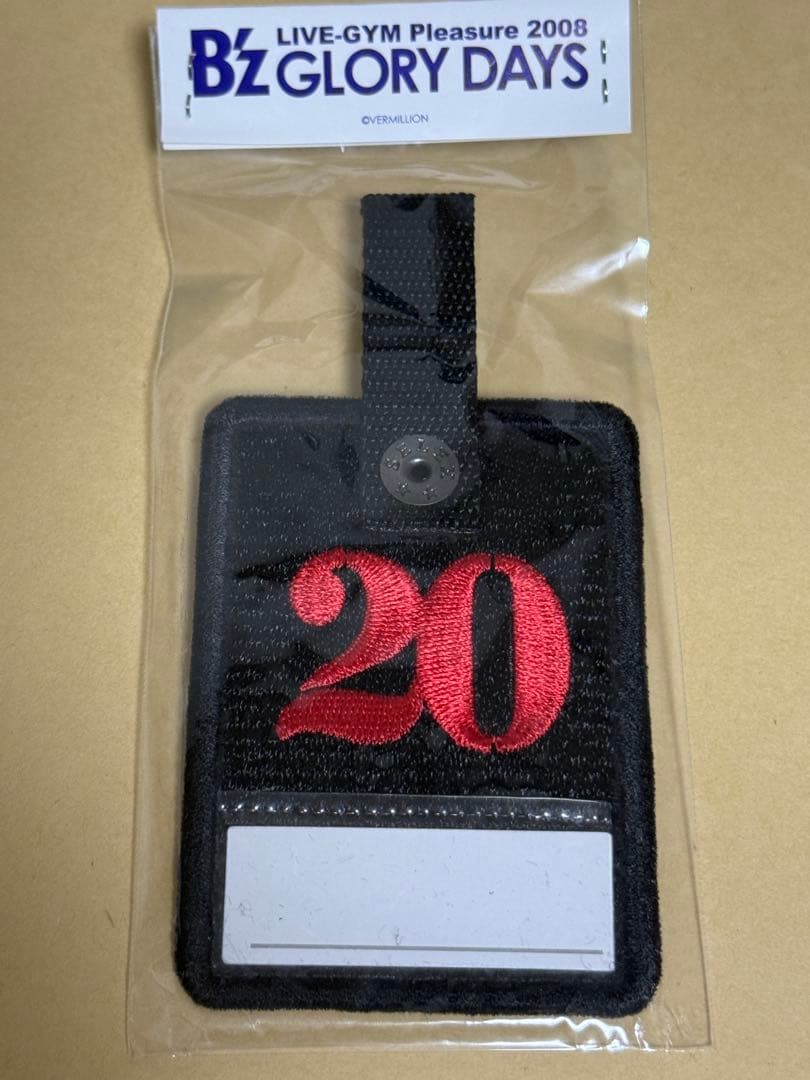 B'z LIVE-GYM Pleasure 2008
GLORY DAYS
©VERMILLION
20